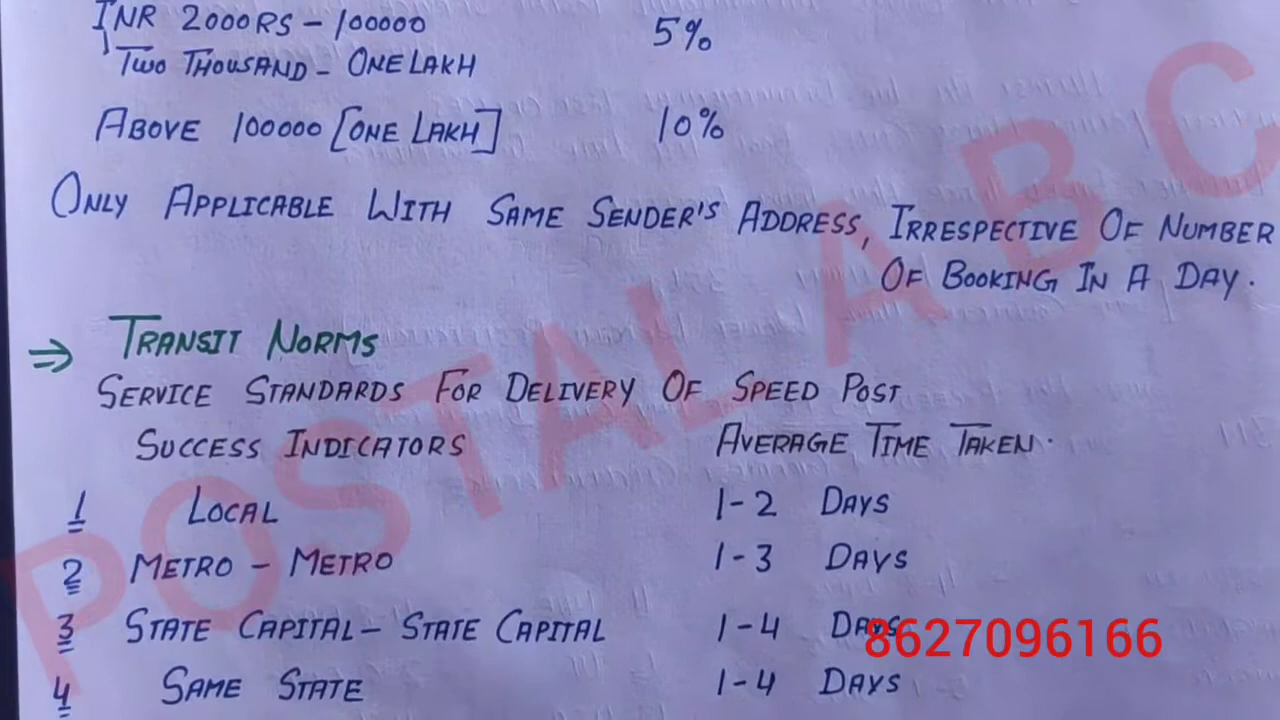 INR 2000 RS - 100000 5%
TWO THOUSAND - ONE LAKH
ABOVE 100000 [ONE LAKH] 10%
ONLY APPLICABLE WITH SAME SENDER'S ADDRESS, IRRESPECTIVE OF NUMBER
OF BOOKING IN A DAY.
⇒ TRANSIT NORMS
SERVICE STANDARDS FOR DELIVERY OF SPEED POST
SUCCESS INDICATORS AVERAGE TIME TAKEN.
1 LOCAL 1-2 DAYS
2 METRO - METRO 1-3 DAYS
3 STATE CAPITAL - STATE CAPITAL 1-4 DAYS
8627096166
4 SAME STATE 1-4 DAYS
POSTAL ABC